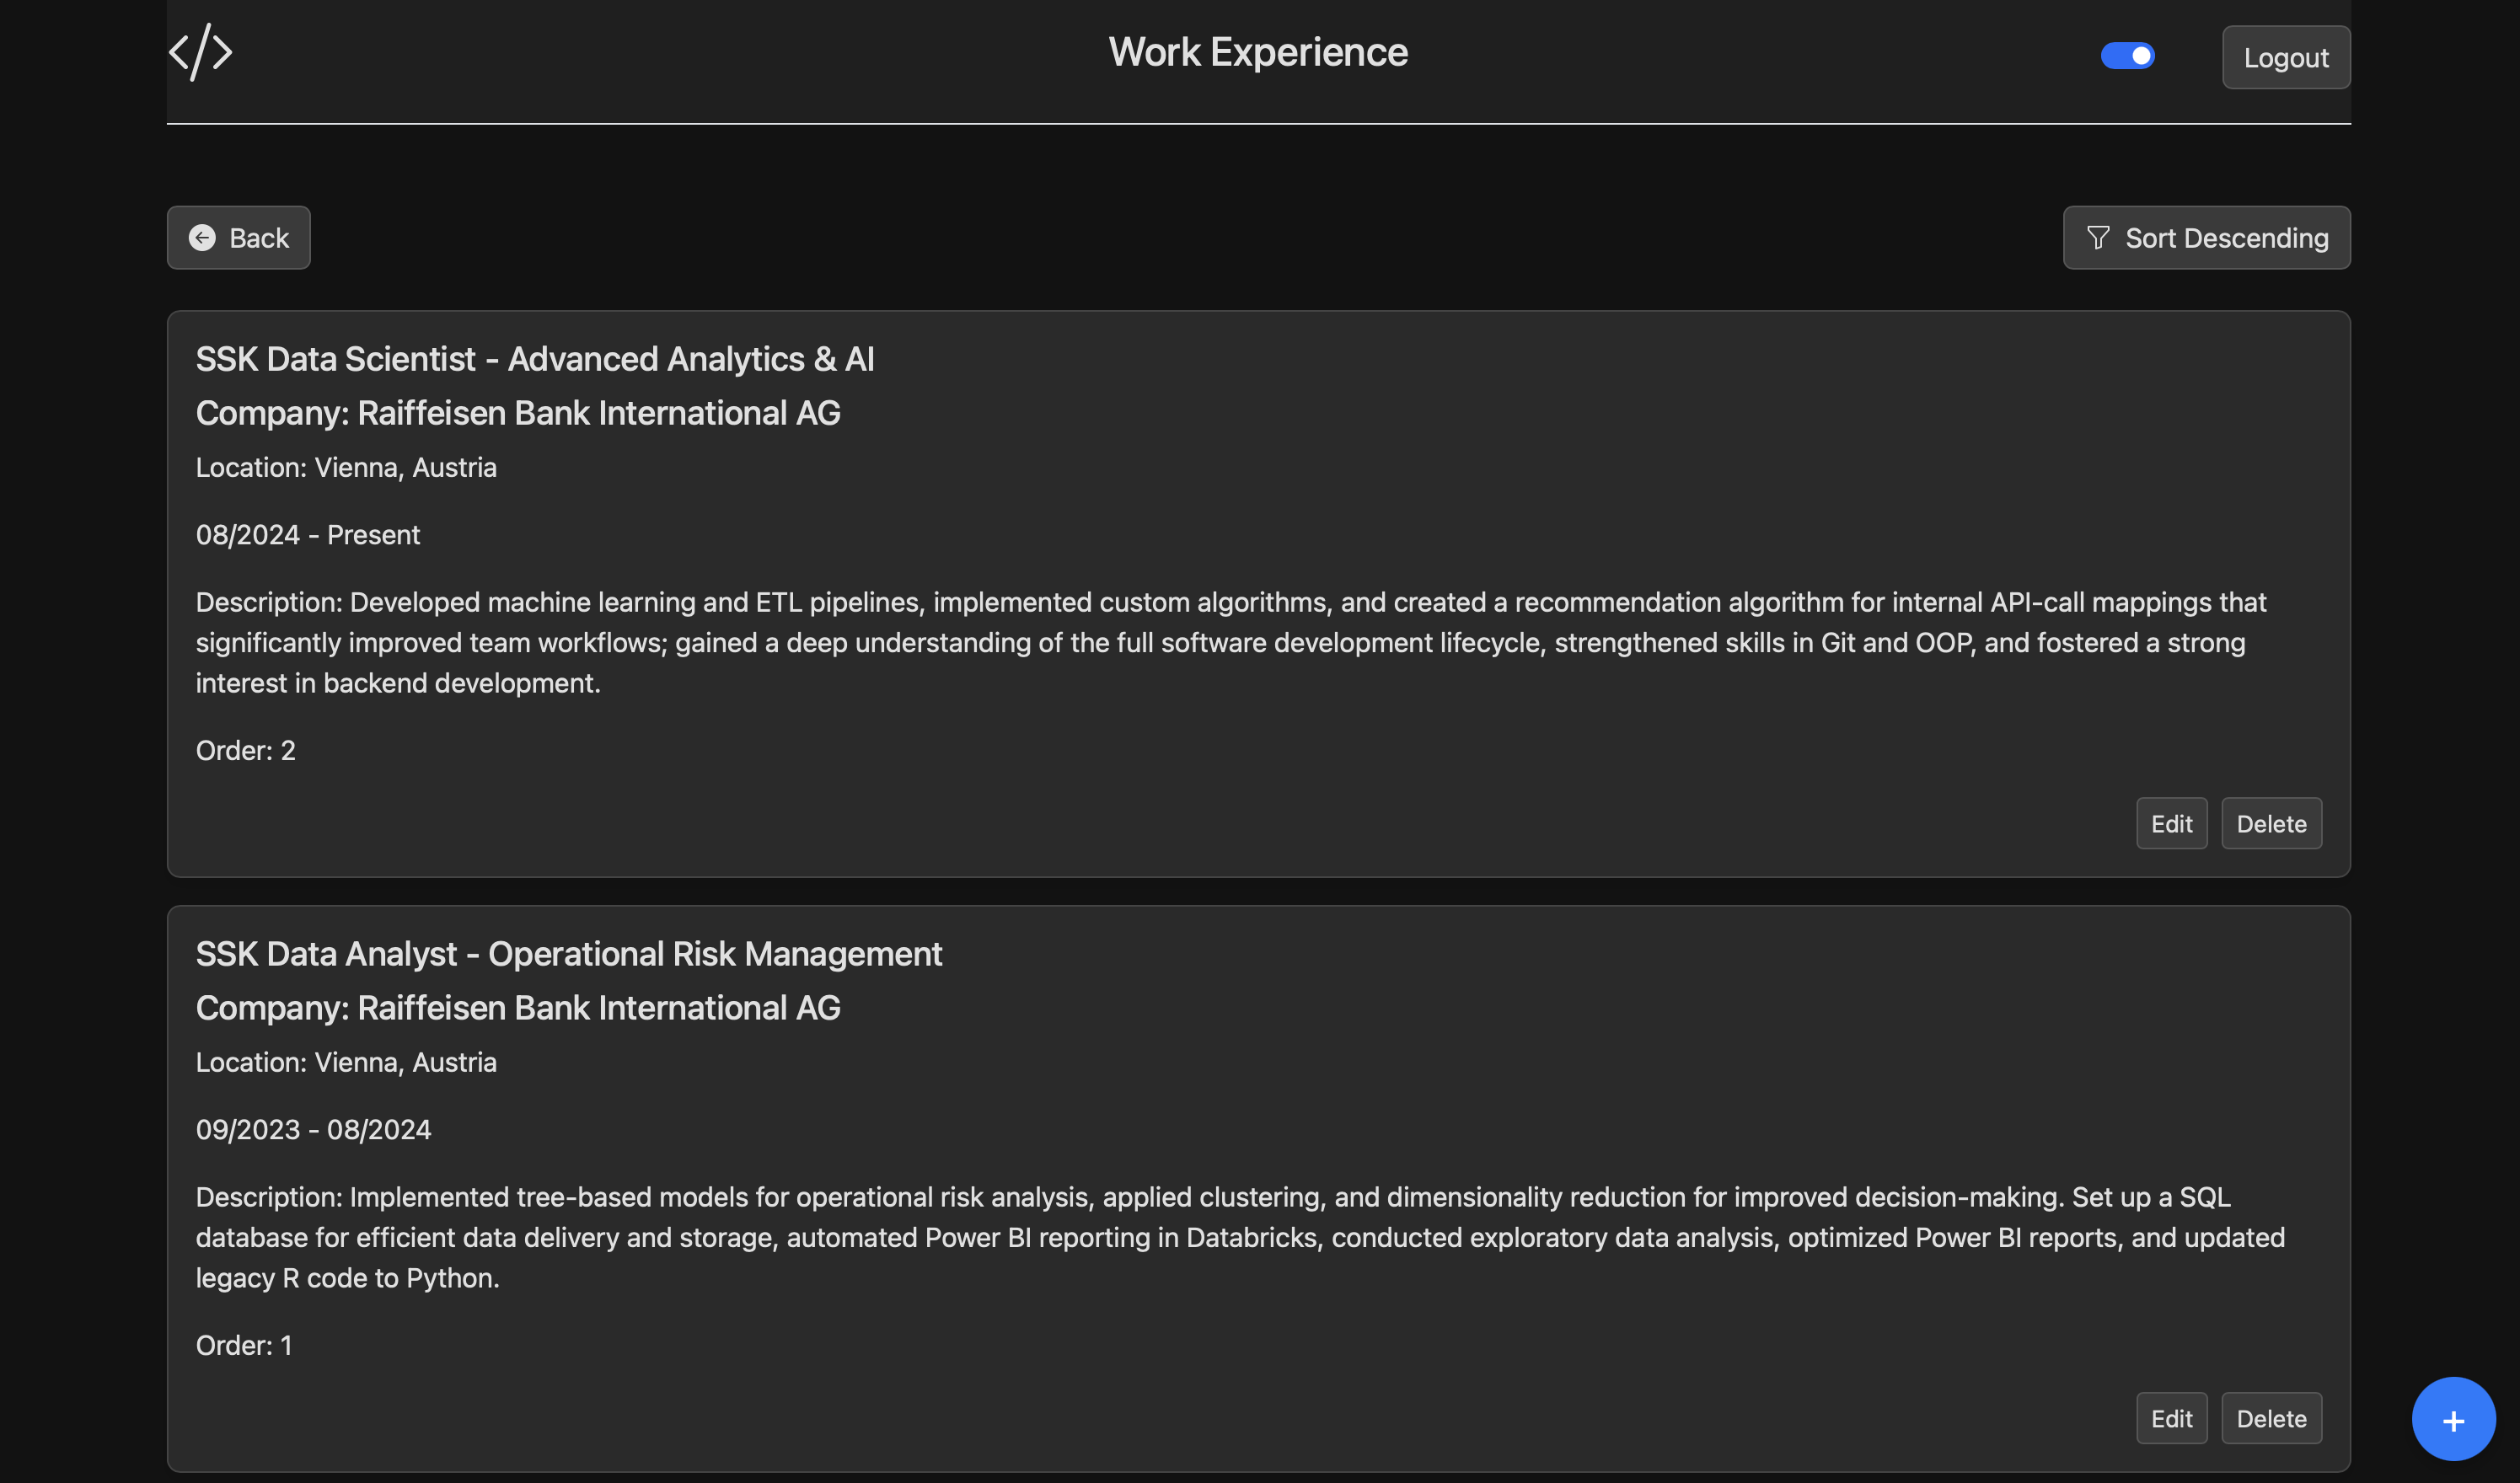 </>
Work Experience
Logout
Back
Sort Descending
SSK Data Scientist - Advanced Analytics & AI
Company: Raiffeisen Bank International AG
Location: Vienna, Austria
08/2024 - Present
Description: Developed machine learning and ETL pipelines, implemented custom algorithms, and created a recommendation algorithm for internal API-call mappings that
significantly improved team workflows; gained a deep understanding of the full software development lifecycle, strengthened skills in Git and OOP, and fostered a strong
interest in backend development.
Order: 2
Edit
Delete
SSK Data Analyst - Operational Risk Management
Company: Raiffeisen Bank International AG
Location: Vienna, Austria
09/2023 - 08/2024
Description: Implemented tree-based models for operational risk analysis, applied clustering, and dimensionality reduction for improved decision-making. Set up a SQL
database for efficient data delivery and storage, automated Power BI reporting in Databricks, conducted exploratory data analysis, optimized Power BI reports, and updated
legacy R code to Python.
Order: 1
Edit
Delete
+